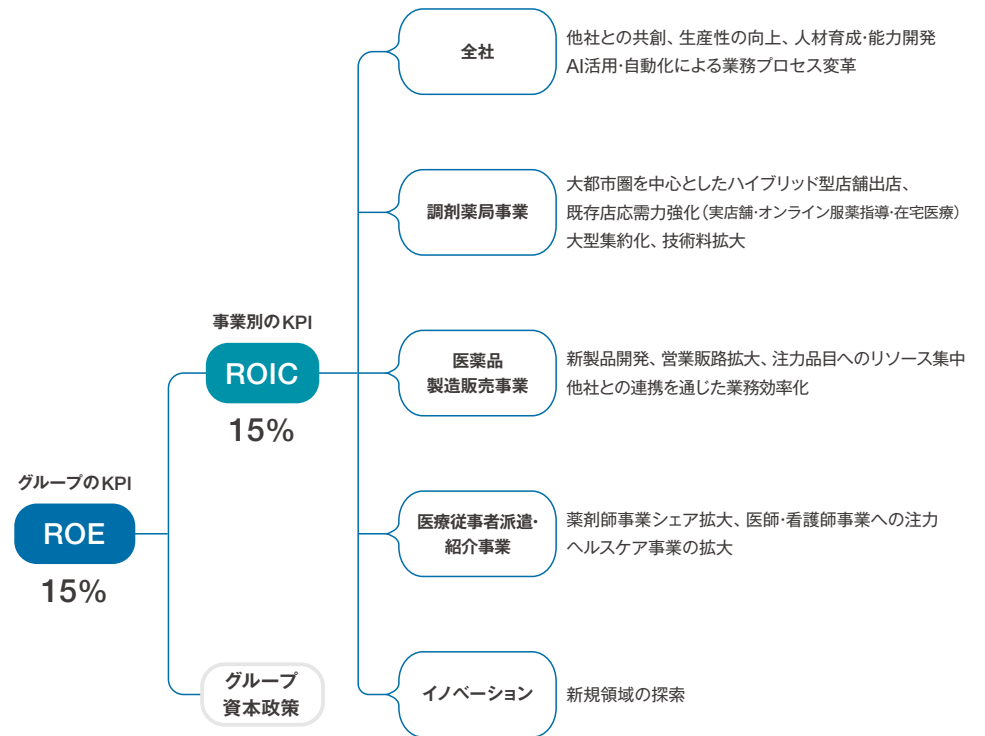 グループのKPI
ROE
15%
事業別のKPI
ROIC
15%
グループ
資本政策
全社
他社との共創、生産性の向上、人材育成・能力開発
AI活用・自動化による業務プロセス変革
調剤薬局事業
大都市圏を中心としたハイブリッド型店舗出店、
既存店応需力強化（実店舗・オンライン服薬指導・在宅医療）
大型集約化、技術料拡大
医薬品
製造販売事業
新製品開発、営業販路拡大、注力品目へのリソース集中
他社との連携を通じた業務効率化
医療従事者派遣・
紹介事業
薬剤師事業シェア拡大、医師・看護師事業への注力
ヘルスケア事業の拡大
イノベーション
新規領域の探索